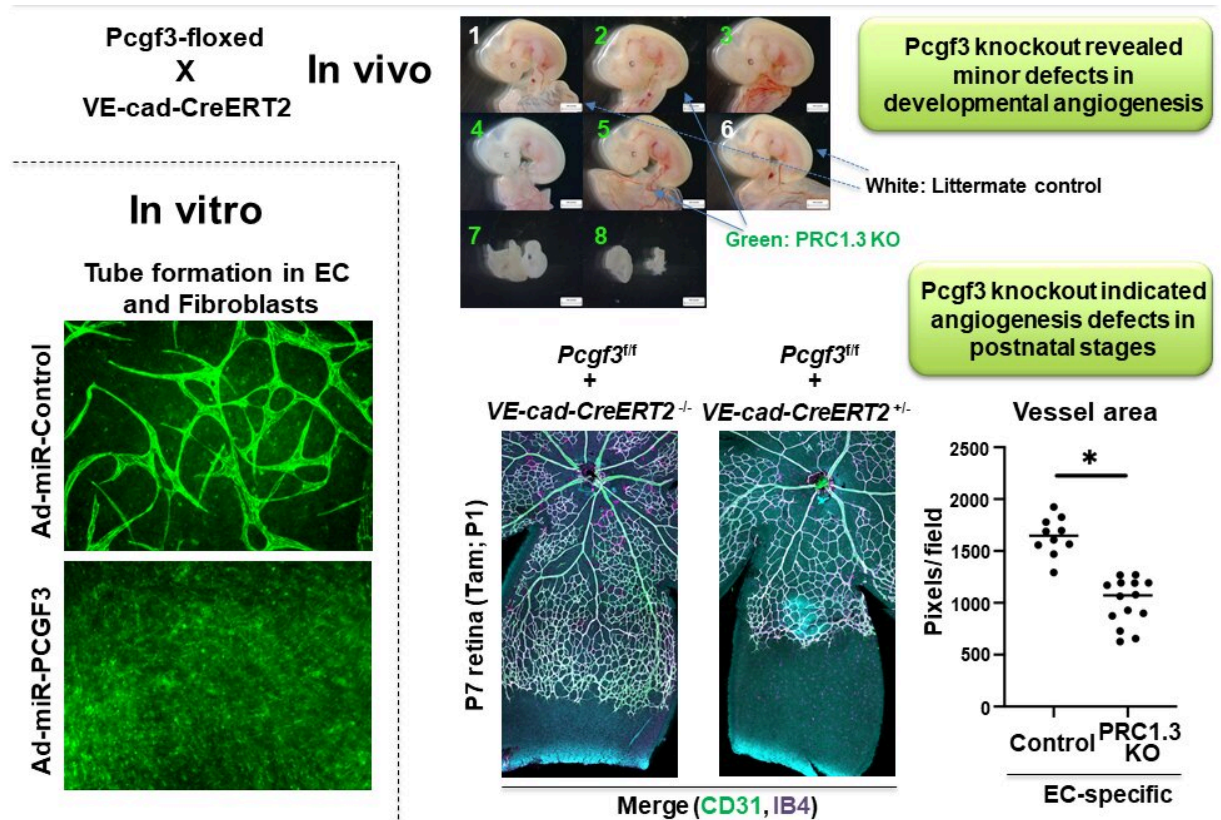 Pcgf3-floxed
X
VE-cad-CreERT2
In vivo
1
2
3
4
5
6
7
8
Pcgf3 knockout revealed
minor defects in
developmental angiogenesis
White: Littermate control
Green: PRC1.3 KO
In vitro
Tube formation in EC
and Fibroblasts
Ad-miR-Control
Ad-miR-PCGF3
Pcgf3 knockout indicated
angiogenesis defects in
postnatal stages
Pcgf3f/f
+
VE-cad-CreERT2 -/-
Pcgf3f/f
+
VE-cad-CreERT2 +/-
P7 retina (Tam; P1)
Merge (CD31, IB4)
Vessel area
Pixels/ field
2500
2000
1500
1000
500
0
*
Control
PRC1.3
KO
EC-specific